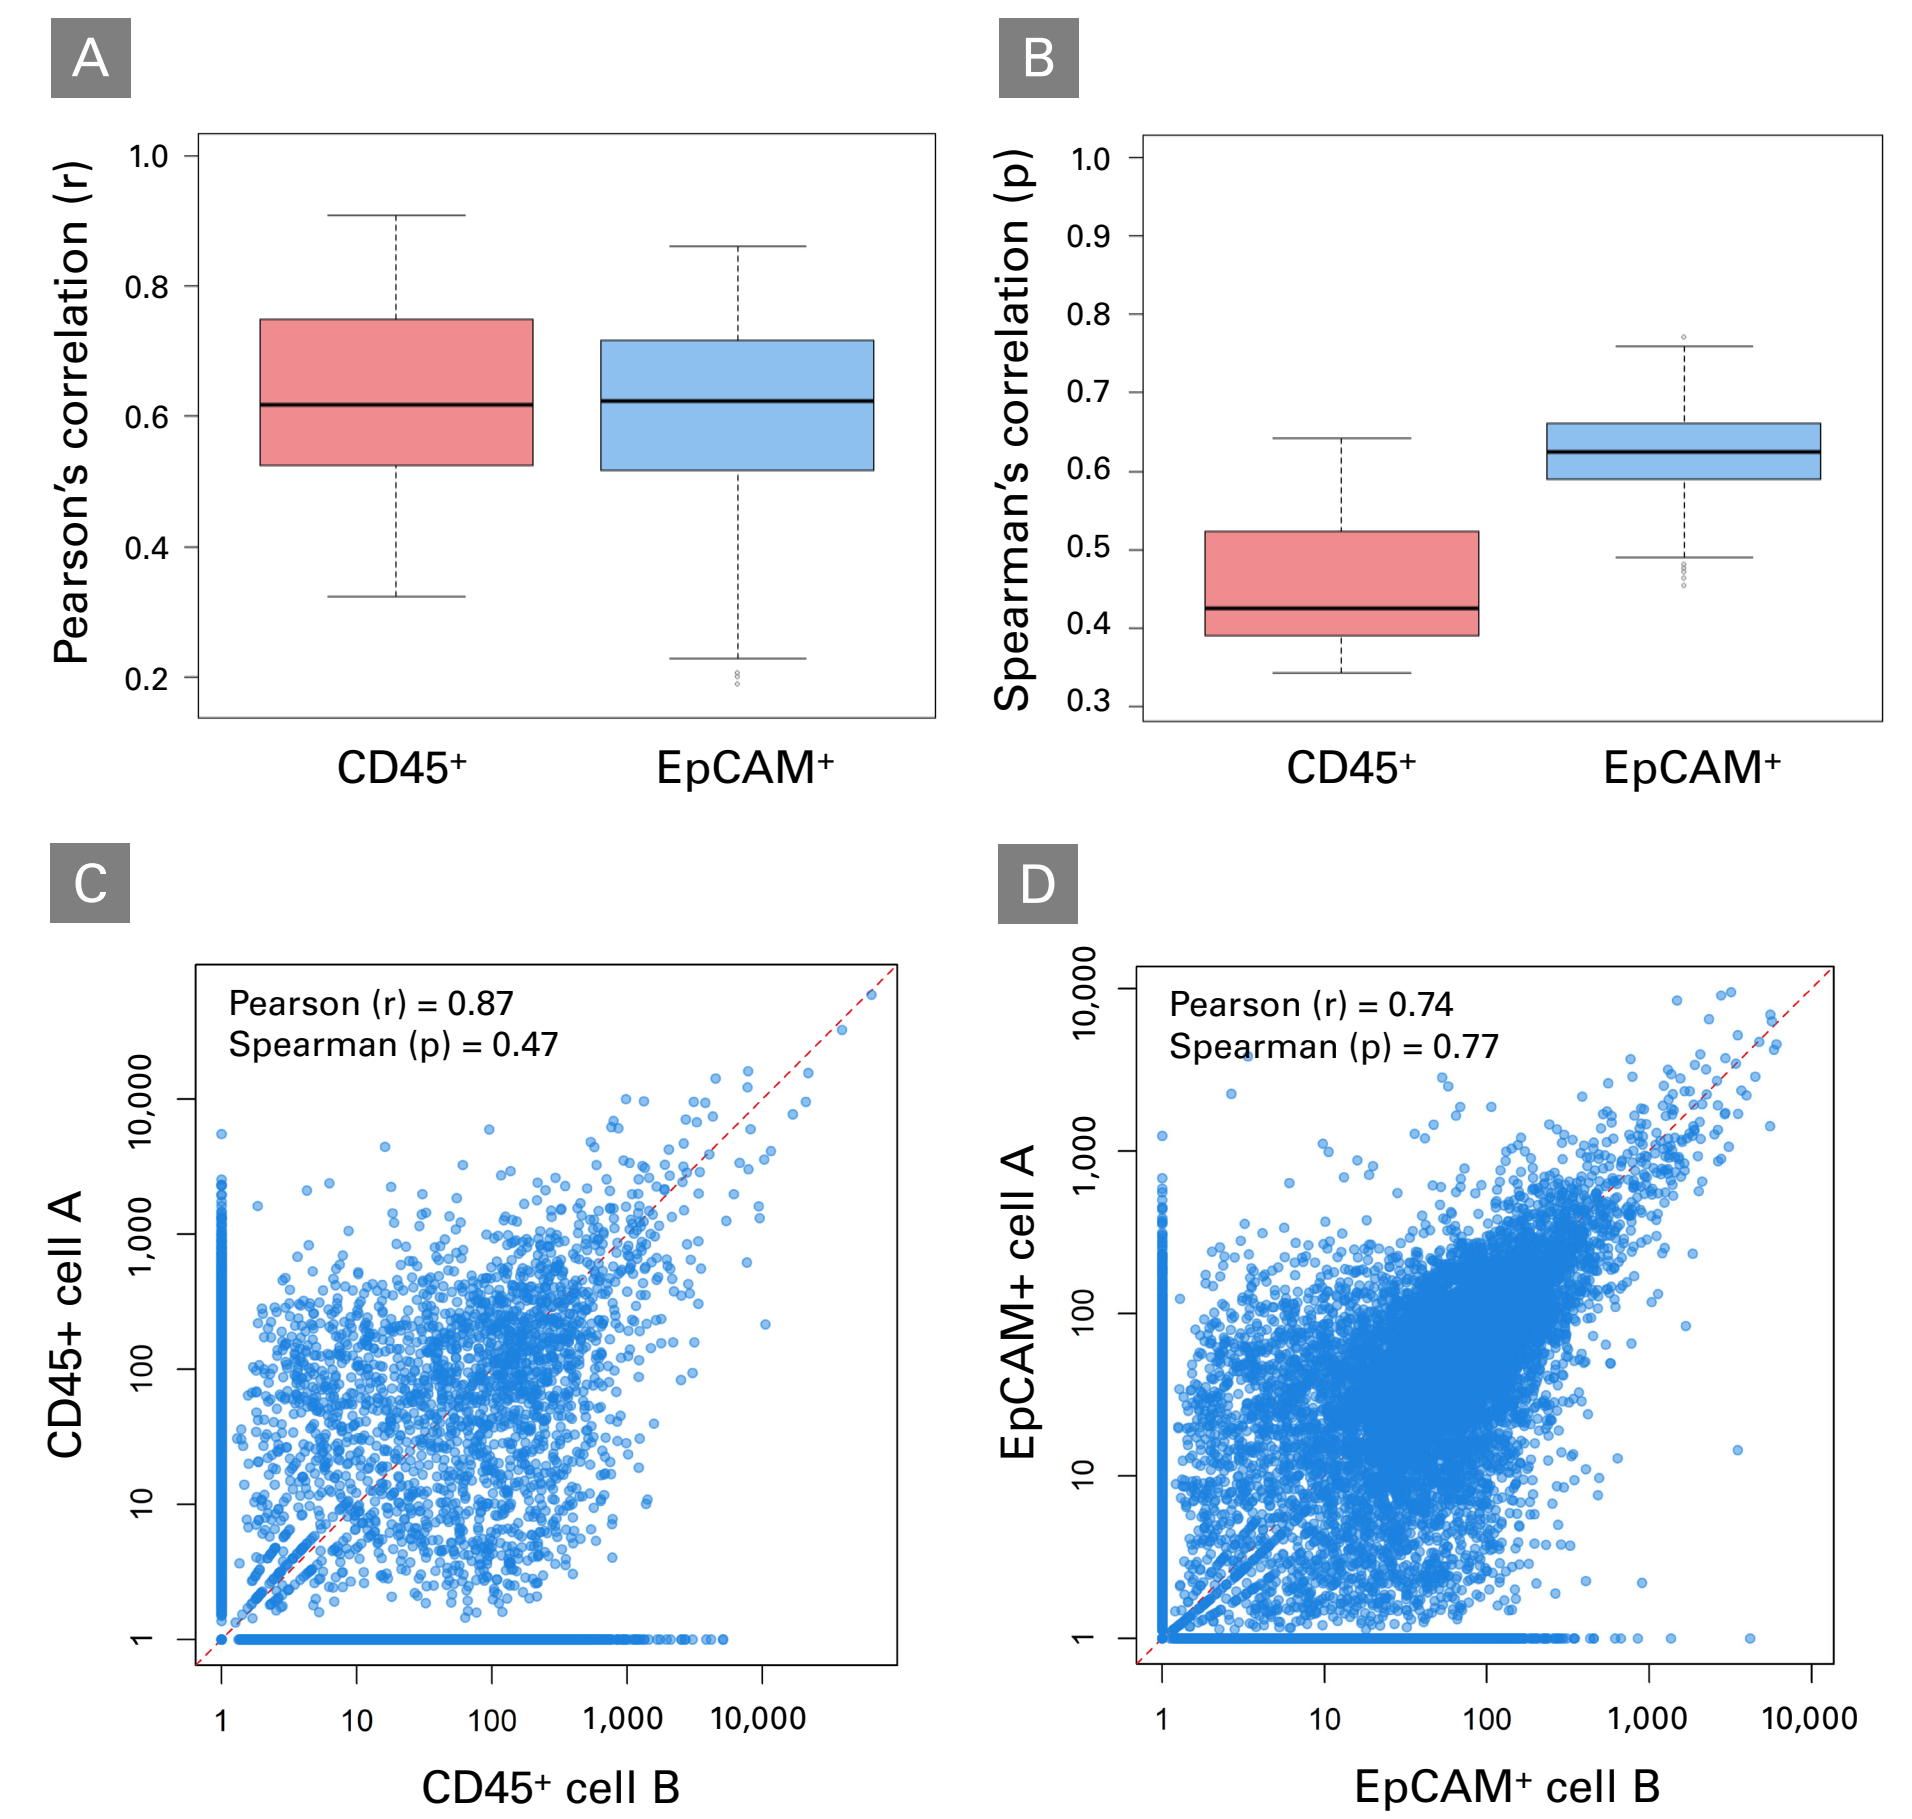 A
Pearson's correlation (r)
1.0
0.8
0.6
0.4
0.2
CD45⁺
EpCAM⁺
B
Spearman's correlation (p)
1.0
0.9
0.8
0.7
0.6
0.5
0.4
0.3
CD45⁺
EpCAM⁺
C
Pearson (r) = 0.87
Spearman (p) = 0.47
CD45+ cell A
10,000
1,000
100
10
1
1
10
100
1,000
10,000
CD45⁺ cell B
D
Pearson (r) = 0.74
Spearman (p) = 0.77
EpCAM+ cell A
10,000
1,000
100
10
1
1
10
100
1,000
10,000
EpCAM⁺ cell B